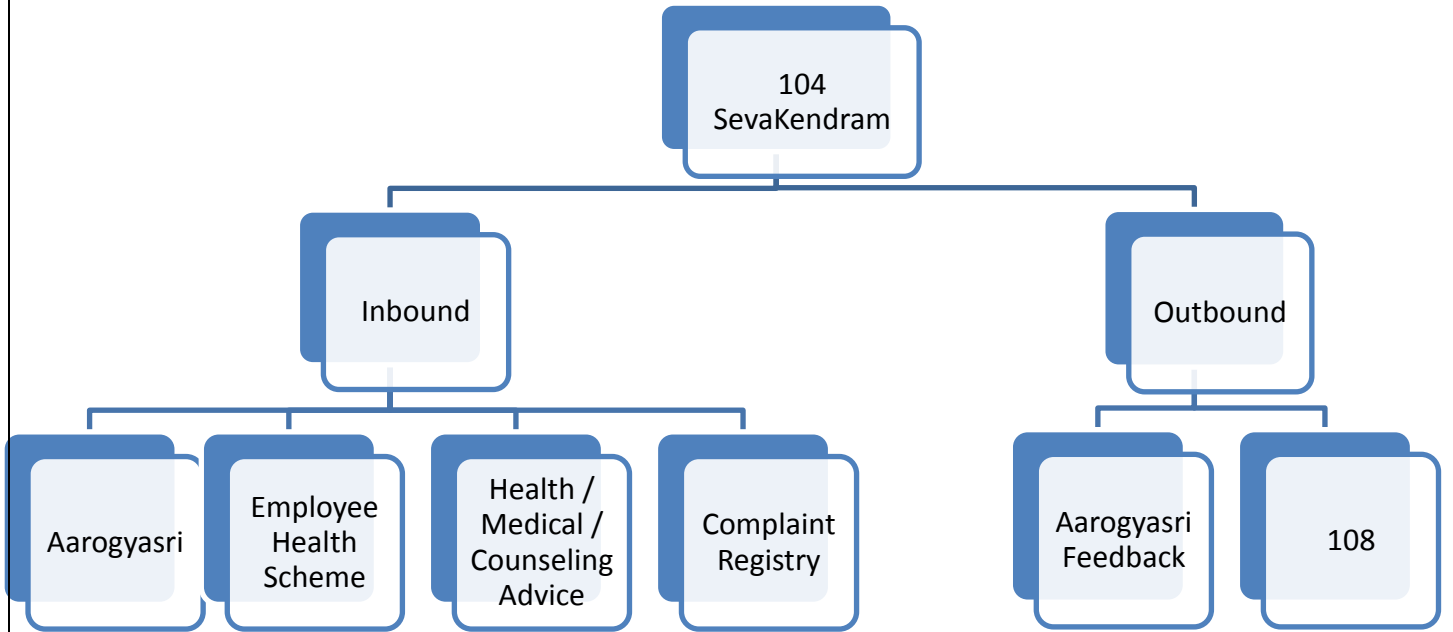 104
SevaKendram
Inbound
Outbound
Aarogyasri
Employee
Health
Scheme
Health /
Medical /
Counseling
Advice
Complaint
Registry
Aarogyasri
Feedback
108